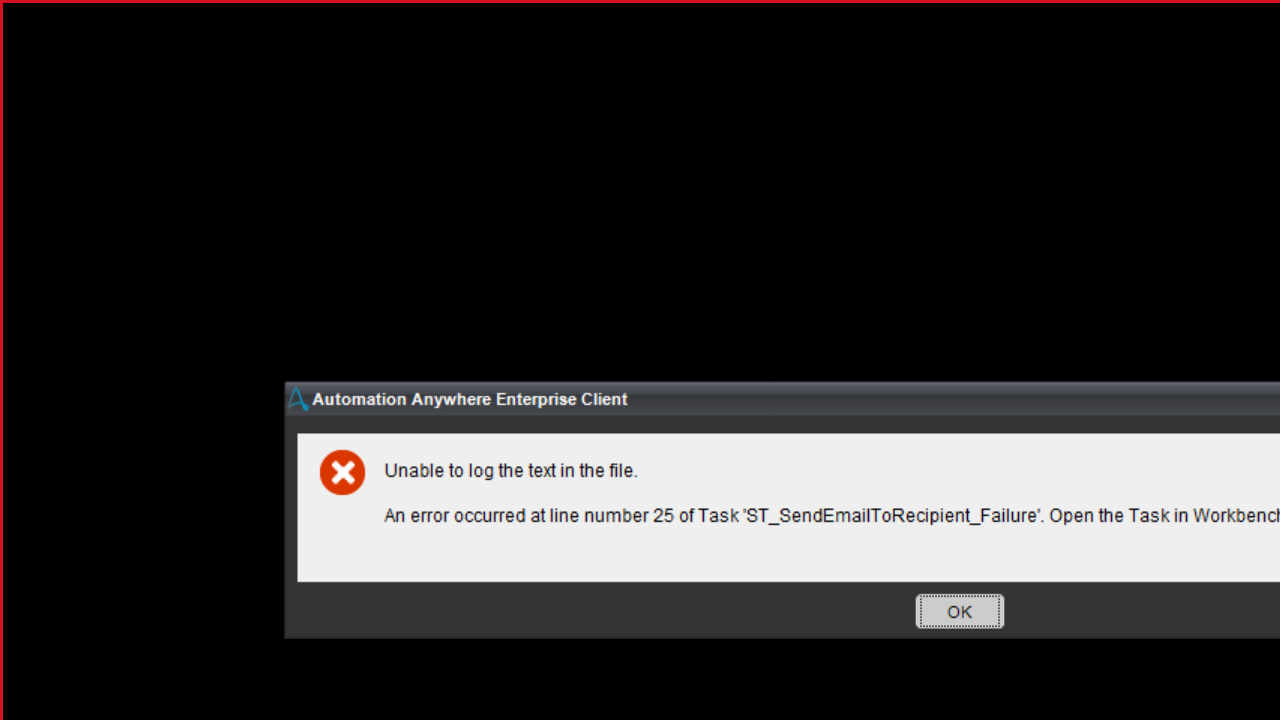 Automation Anywhere Enterprise Client
Unable to log the text in the file.
An error occurred at line number 25 of Task 'ST_SendEmailToRecipient_Failure'. Open the Task in Workbench
OK